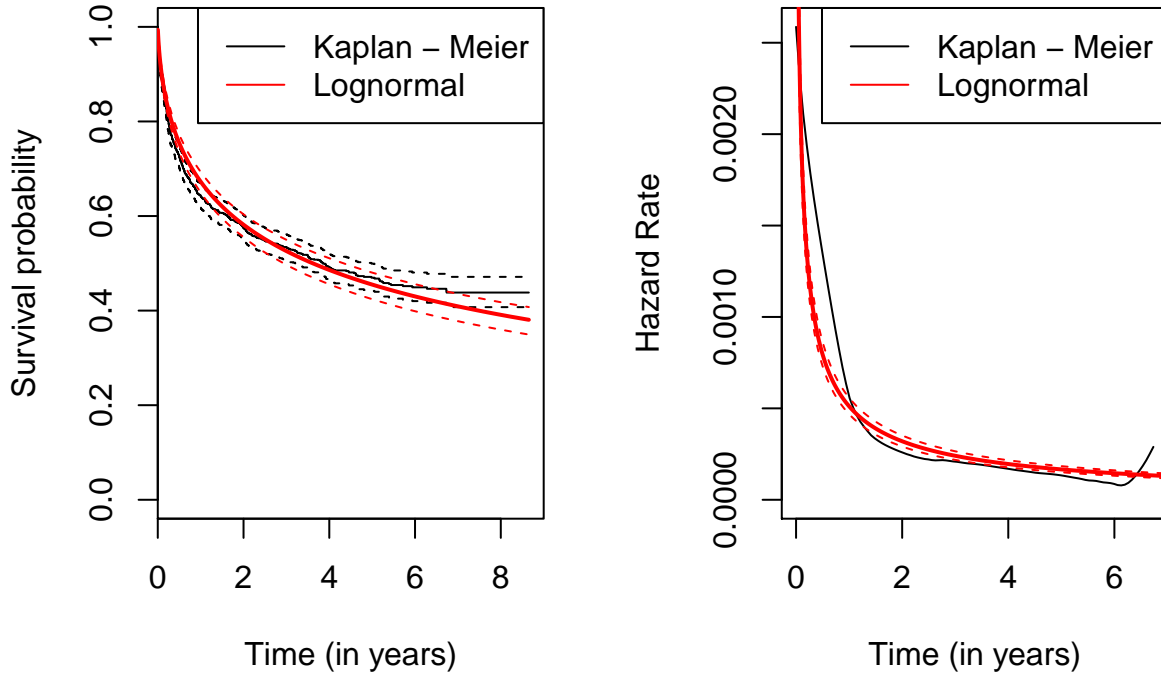 Kaplan − Meier
Lognormal
Survival probability
1.0
0.8
0.6
0.4
0.2
0.0
0 2 4 6 8
Time (in years)
Kaplan − Meier
Lognormal
Hazard Rate
0.0020
0.0010
0.0000
0 2 4 6
Time (in years)